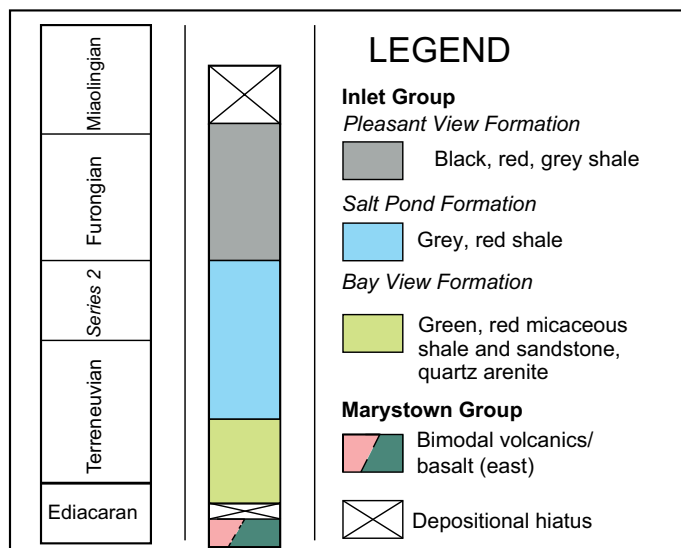 Miaolingian
Furongian
Series 2
Terreneuvian
Ediacaran
LEGEND
Inlet Group
Pleasant View Formation
Black, red, grey shale
Salt Pond Formation
Grey, red shale
Bay View Formation
Green, red micaceous
shale and sandstone,
quartz arenite
Marystown Group
Bimodal volcanics/
basalt (east)
Depositional hiatus